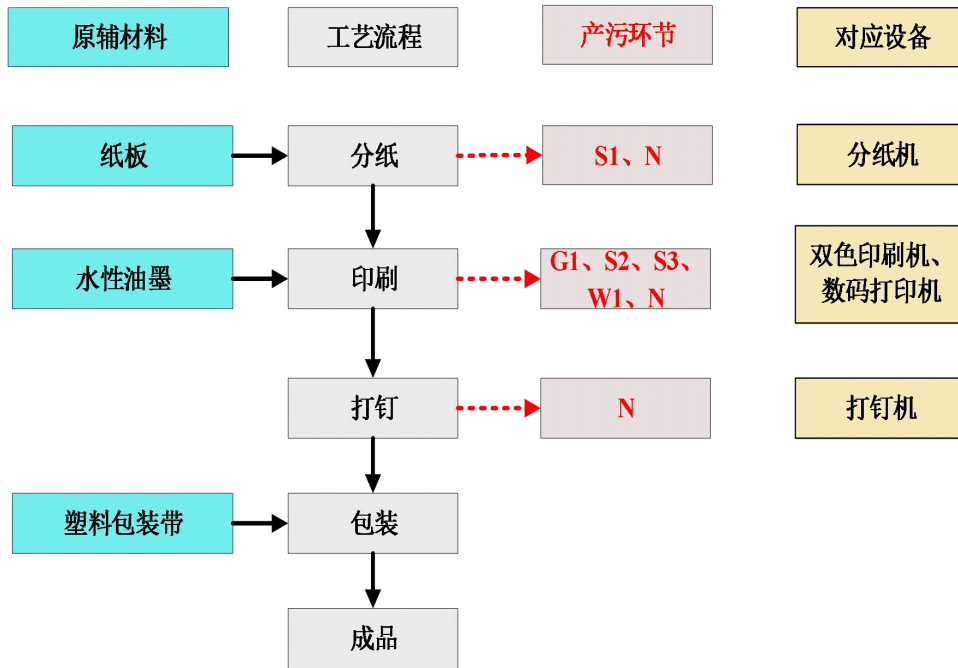 原辅材料
工艺流程
产污环节
对应设备
纸板
分纸
S1、N
分纸机
水性油墨
印刷
G1、S2、S3、
W1、N
双色印刷机、
数码打印机
打钉
N
打钉机
塑料包装带
包装
成品